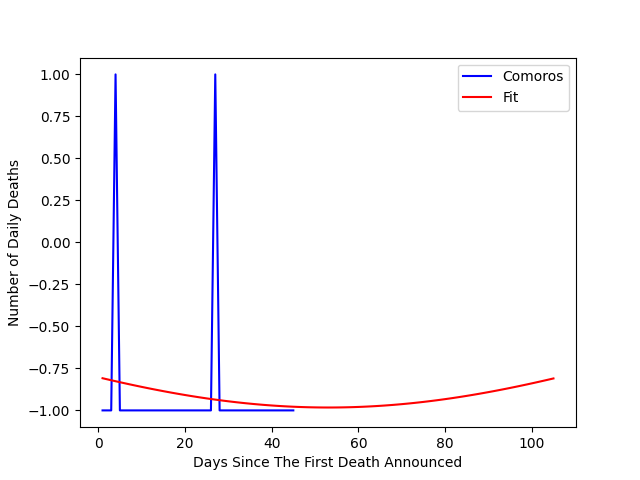 Comoros
Fit
1.00
0.75
0.50
0.25
0.00
−0.25
−0.50
−0.75
−1.00
Number of Daily Deaths
0 20 40 60 80 100
Days Since The First Death Announced